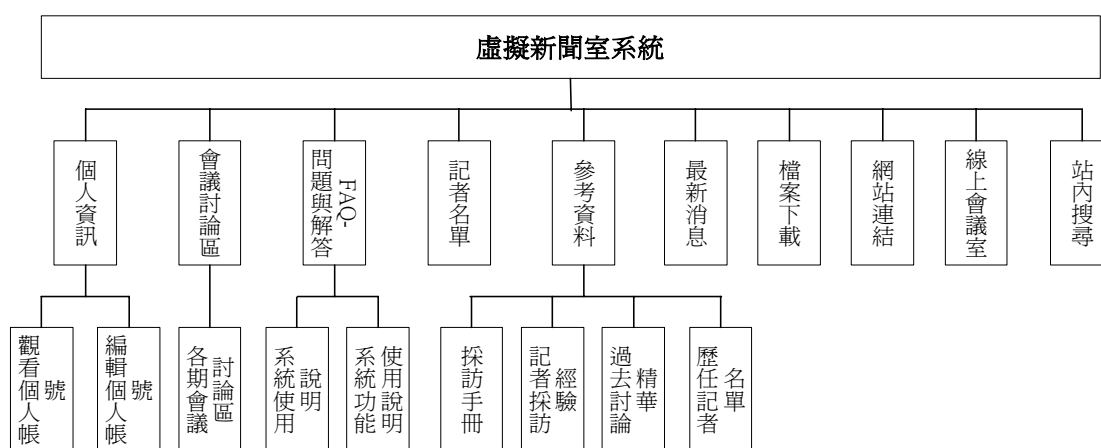 虛擬新聞室系統
個人資訊
會議討論區
FAQ-
問題與解答
記者名單
參考資料
最新消息
檔案下載
網站連結
線上會議室
站內搜尋
觀看個人帳
號
編輯個人帳
號
各期會議
討論區
系統使用
說明
系統功能
使用說明
採訪手冊
記者採訪
經驗
過去討論
精華
歷任記者
名單